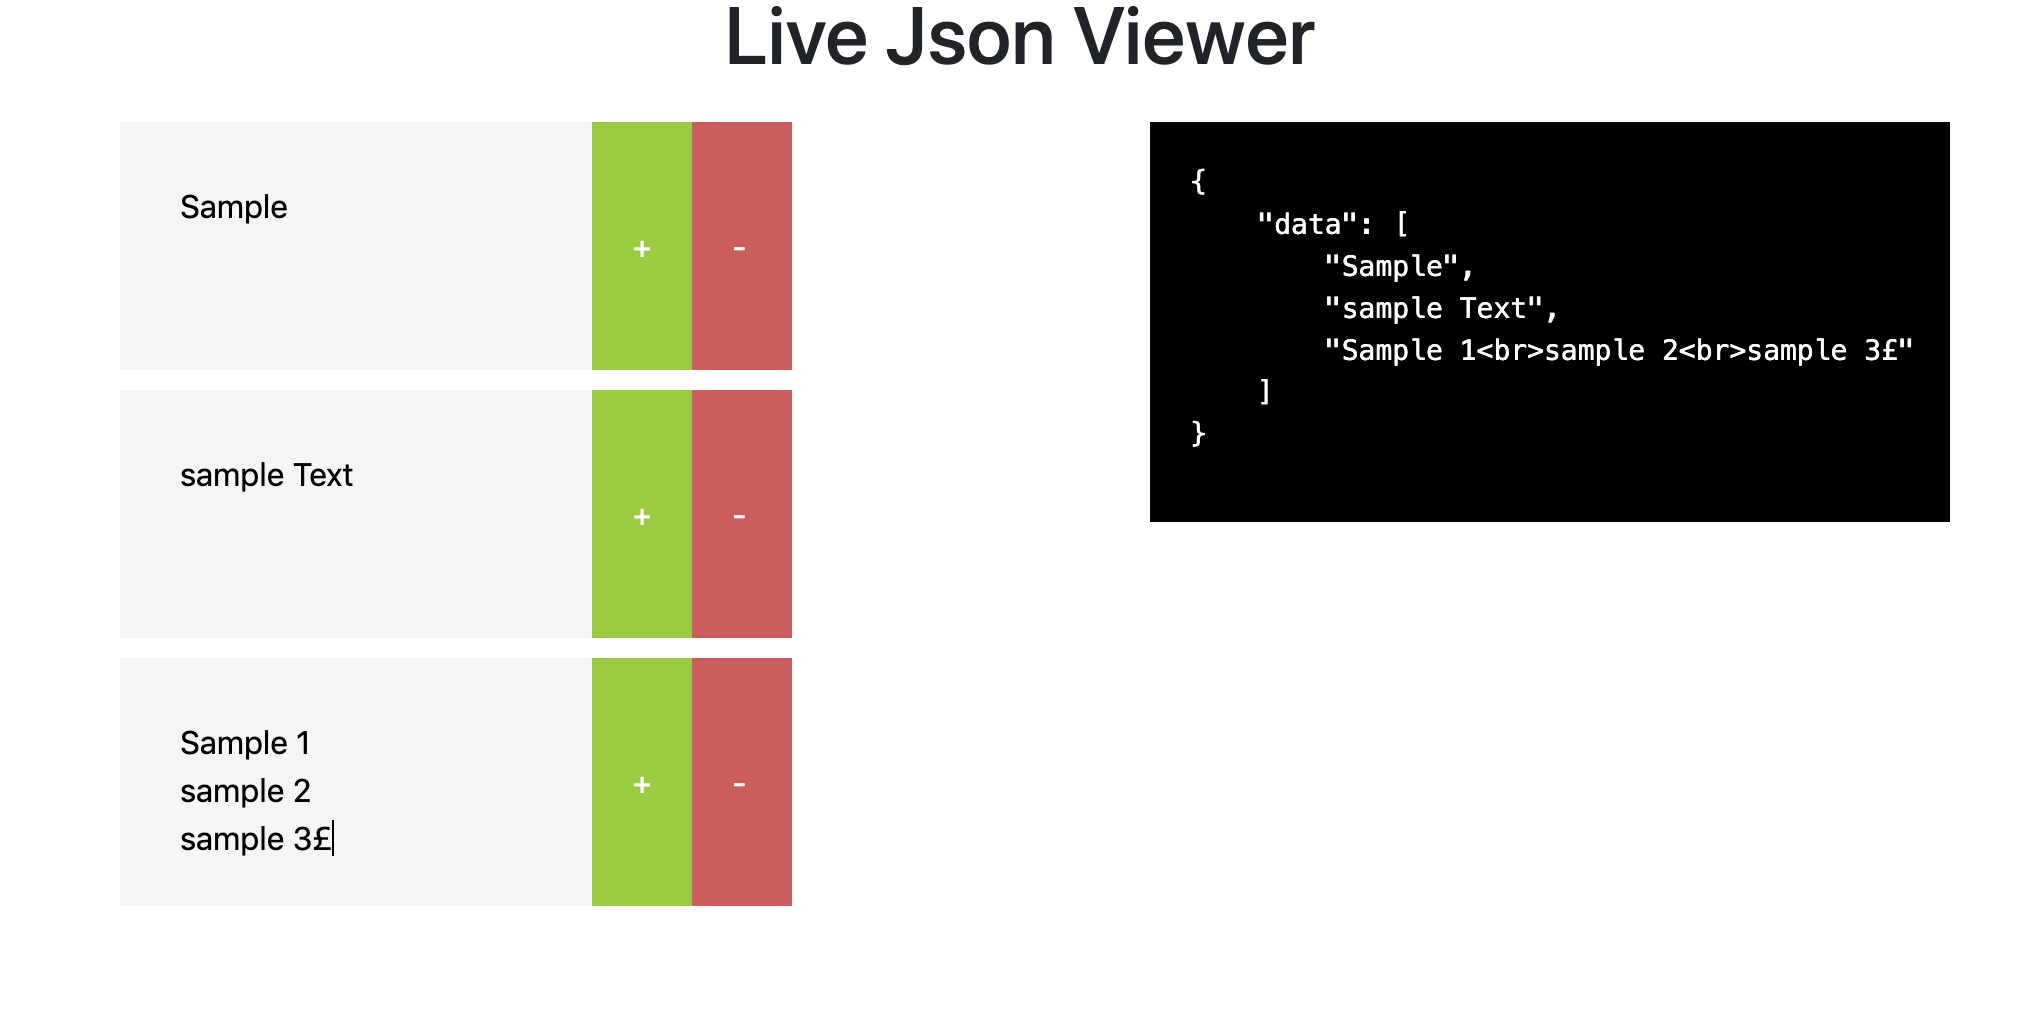 Live Json Viewer
Sample
+
-
sample Text
+
-
Sample 1
sample 2
sample 3£
+
-
{
    "data": [
        "Sample",
        "sample Text",
        "Sample 1<br>sample 2<br>sample 3£"
    ]
}